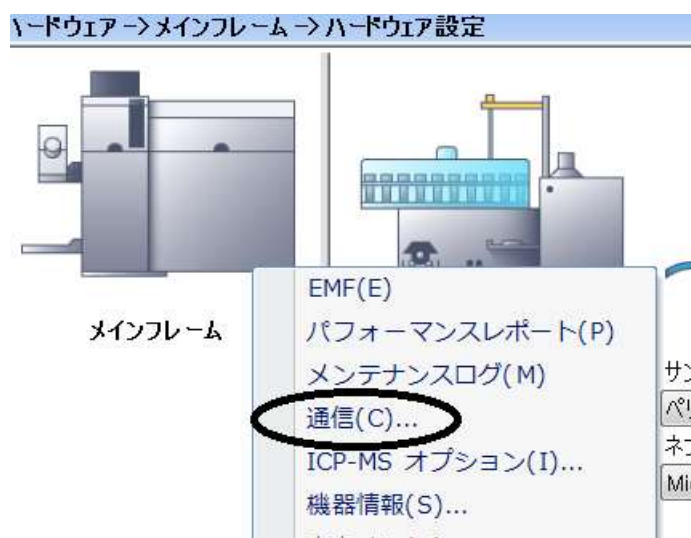 ハードウェア->メインフレーム->ハードウェア設定
メインフレーム
EMF(E)
パフォーマンスレポート(P)
メンテナンスログ(M)
通信(C)...
ICP-MS オプション(I)...
機器情報(S)...